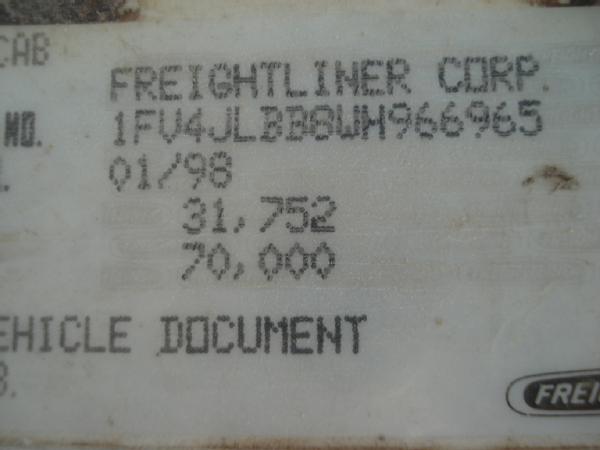 CAB
FREIGHTLINER CORP.
NO. 1FV4JLBB8WH966965
01/98
31,752
70,000
EHICLE DOCUMENT
B.
FREI